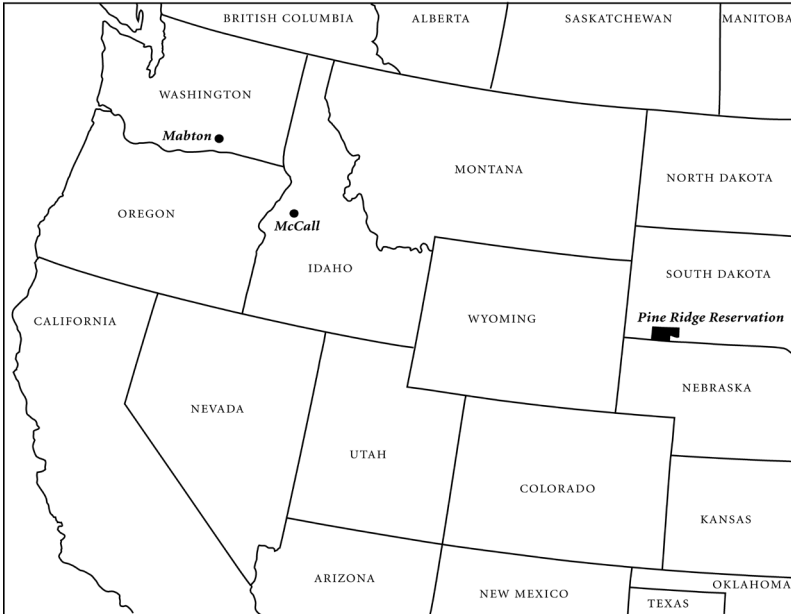 BRITISH COLUMBIA
ALBERTA
SASKATCHEWAN
MANITOBA
WASHINGTON
Mabton
MONTANA
NORTH DAKOTA
OREGON
McCall
IDAHO
SOUTH DAKOTA
Pine Ridge Reservation
WYOMING
CALIFORNIA
NEBRASKA
NEVADA
UTAH
COLORADO
KANSAS
ARIZONA
NEW MEXICO
OKLAHOMA
TEXAS